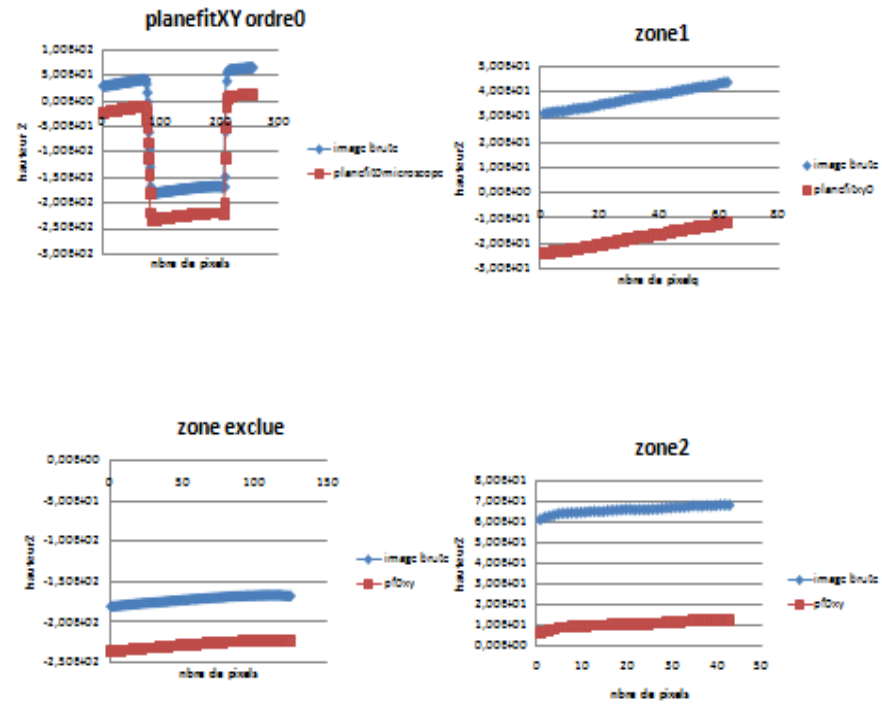 planefitXY ordre0
1,00E+02
5,00E+01
0,00E+00
-5,00E+01
-1,00E+02
-1,50E+02
-2,00E+02
-2,50E+02
-3,00E+02
0
100
200
300
hauteur Z
nbre de pixels
image brute
planefit0microscope
zone1
5,00E+01
4,00E+01
3,00E+01
2,00E+01
1,00E+01
0,00E+00
-1,00E+01
-2,00E+01
-3,00E+01
0
20
40
60
80
hauteurZ
nbre de pixelq
image brute
planefitxy0
zone exclue
0,00E+00
-5,00E+01
-1,00E+02
-1,50E+02
-2,00E+02
-2,50E+02
0
50
100
150
hauteurZ
nbre de pixels
image brute
pf0xy
zone2
8,00E+01
7,00E+01
6,00E+01
5,00E+01
4,00E+01
3,00E+01
2,00E+01
1,00E+01
0,00E+00
0
10
20
30
40
50
hauteurZ
nbre de pixels
image brute
pf0xy